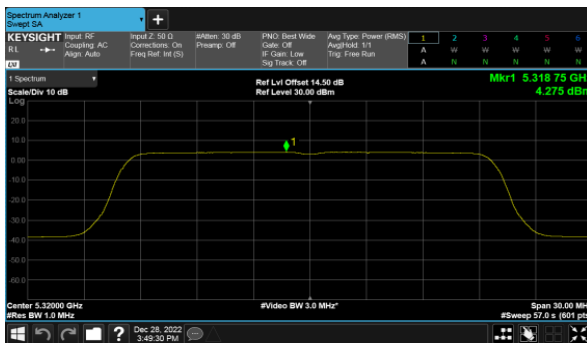 Spectrum Analyzer 1
Swept SA
+
KEYSIGHT Input: RF Input Z: 50 Ω #Atten: 30 dB PNO: Best Wide Avg Type: Power (RMS) 1 2 3 4 5 6
RL Coupling: AC Corrections: On Preamp: Off Gate: Off Avg|Hold: 1/1 A W W W W W
Align: Auto Freq Ref: Int (S) IF Gain: Low Trig: Free Run
LXI Sig Track: Off A N N N N N
1 Spectrum
Scale/Div 10 dB
Ref Lvl Offset 14.50 dB
Ref Level 30.00 dBm
Mkr1 5.318 75 GHz
4.275 dBm
Log
20.0
10.0
1
0.00
-10.0
-20.0
-30.0
-40.0
-50.0
-60.0
Center 5.32000 GHz #Video BW 3.0 MHz* Span 30.00 MHz
#Res BW 1.0 MHz #Sweep 57.0 s (601 pts)
? Dec 28, 2022
3:49:30 PM